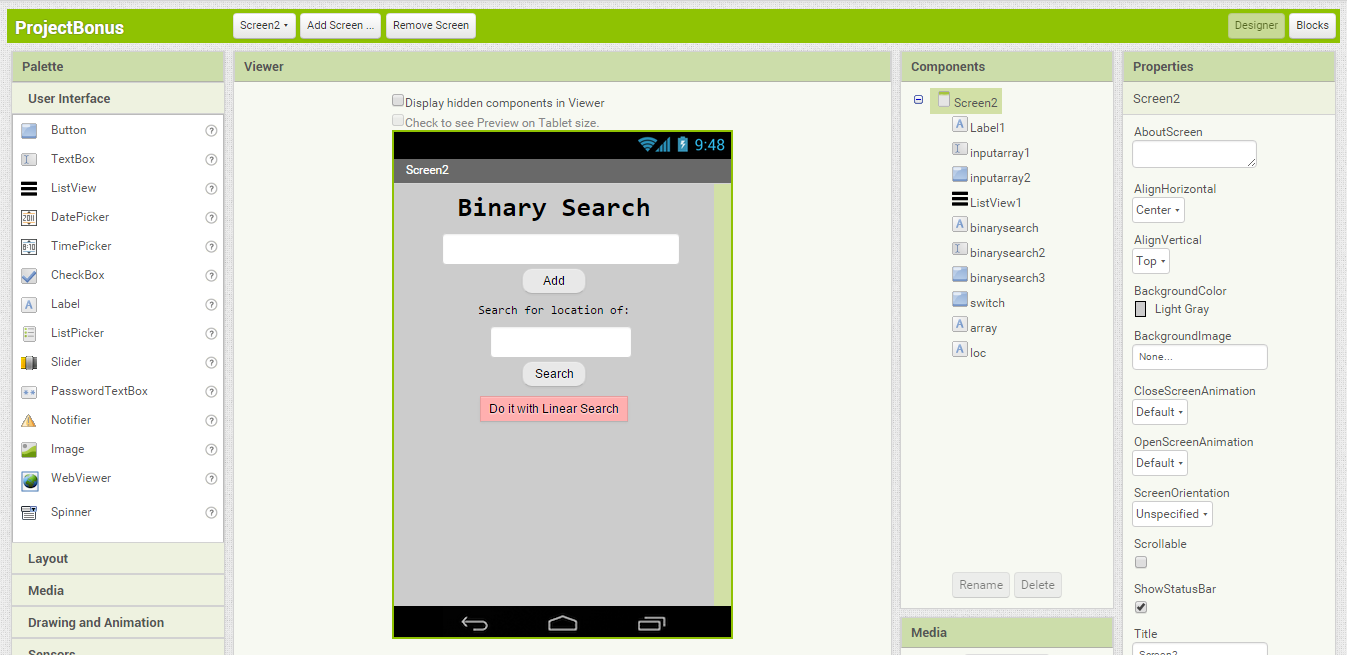 ProjectBonus
Screen2
Add Screen ...
Remove Screen
Designer
Blocks
Palette
User Interface
Button ?
TextBox ?
ListView ?
DatePicker ?
TimePicker ?
CheckBox ?
Label ?
ListPicker ?
Slider ?
PasswordTextBox ?
Notifier ?
Image ?
WebViewer ?
Spinner ?
Layout
Media
Drawing and Animation
Sensors
Viewer
Display hidden components in Viewer
Check to see Preview on Tablet size.
9:48
Screen2
Binary Search
Add
Search for location of:
Search
Do it with Linear Search
Components
Screen2
Label1
inputarray1
inputarray2
ListView1
binarysearch
binarysearch2
binarysearch3
switch
array
loc
Rename
Delete
Media
Properties
Screen2
AboutScreen
AlignHorizontal
Center
AlignVertical
Top
BackgroundColor
Light Gray
BackgroundImage
None...
CloseScreenAnimation
Default
OpenScreenAnimation
Default
ScreenOrientation
Unspecified
Scrollable
ShowStatusBar
Title
Screen2